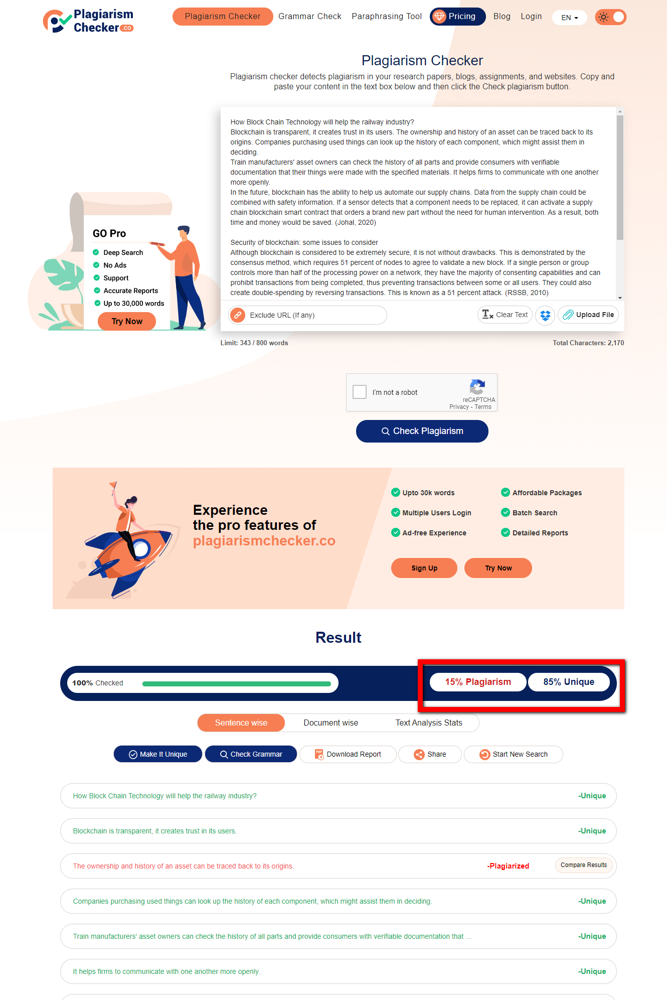 Plagiarism
Checker.co
Plagiarism Checker
Grammar Check
Paraphrasing Tool
Pricing
Blog
Login
EN
Plagiarism Checker
Plagiarism checker detects plagiarism in your research papers, blogs, assignments, and websites. Copy and
paste your content in the text box below and then click the Check plagiarism button.
How Block Chain Technology will help the railway industry?
Blockchain is transparent, it creates trust in its users. The ownership and history of an asset can be traced back to its
origins. Companies purchasing used things can look up the history of each component, which might assist them in
deciding.
Train manufacturers' asset owners can check the history of all parts and provide consumers with verifiable
documentation that their things were made with the specified materials. It helps firms to communicate with one another
more openly.
In the future, blockchain has the ability to help us automate our supply chains. Data from the supply chain could be
combined with safety information. If a sensor detects that a component needs to be replaced, it can activate a supply
chain blockchain smart contract that orders a brand new part without the need for human intervention. As a result, both
time and money would be saved. (Johal, 2020)
Security of blockchain: some issues to consider
Although blockchain is considered to be extremely secure, it is not without drawbacks. This is demonstrated by the
consensus method, which requires 51 percent of nodes to agree to validate a new block. If a single person or group
controls more than half of the processing power on a network, they have the majority of consenting capabilities and can
prohibit transactions from being completed, thus preventing transactions between some or all users. They could also
create double-spending by reversing transactions. This is known as a 51 percent attack. (RSSB, 2010)
GO Pro
Deep Search
No Ads
Support
Accurate Reports
Up to 30,000 words
Try Now
Exclude URL (If any)
Clear Text
Upload File
Limit: 343 / 800 words
Total Characters: 2,170
I'm not a robot
reCAPTCHA
Privacy - Terms
Check Plagiarism
Experience
the pro features of
plagiarismchecker.co
Upto 30k words
Affordable Packages
Multiple Users Login
Batch Search
Ad-free Experience
Detailed Reports
Sign Up
Try Now
Result
100% Checked
15% Plagiarism
85% Unique
Sentence wise
Document wise
Text Analysis Stats
Make It Unique
Check Grammar
PDF
Download Report
Share
Start New Search
How Block Chain Technology will help the railway industry?
-Unique
Blockchain is transparent, it creates trust in its users.
-Unique
The ownership and history of an asset can be traced back to its origins.
-Plagiarized
Compare Results
Companies purchasing used things can look up the history of each component, which might assist them in deciding.
-Unique
Train manufacturers' asset owners can check the history of all parts and provide consumers with verifiable documentation that ...
-Unique
It helps firms to communicate with one another more openly.
-Unique